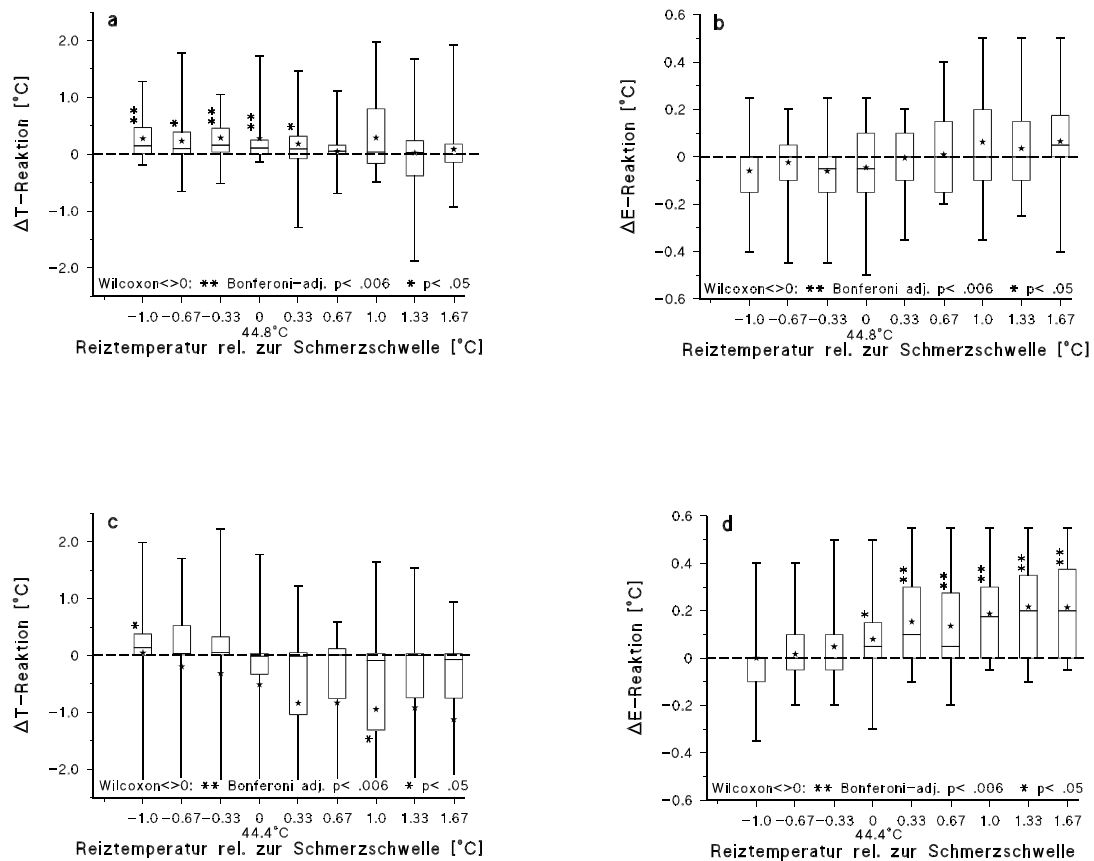 a
ΔT-Reaktion [°C]
2.0
1.0
0
-1.0
-2.0
** * ** ** *
Wilcoxon<>0: ** Bonferoni-adj. p< .006 * p< .05
-1.0 -0.67 -0.33 0 0.33 0.67 1.0 1.33 1.67
44.8°C
Reiztemperatur rel. zur Schmerzschwelle [°C]
b
ΔE-Reaktion [°C]
0.6
0.4
0.2
0
-0.2
-0.4
-0.6
Wilcoxon<>0: ** Bonferoni adj. p< .006 * p< .05
-1.0 -0.67 -0.33 0 0.33 0.67 1.0 1.33 1.67
44.8°C
Reiztemperatur rel. zur Schmerzschwelle [°C]
c
ΔT-Reaktion [°C]
2.0
1.0
0
-1.0
-2.0
* *
Wilcoxon<>0: ** Bonferoni adj. p< .006 * p< .05
-1.0 -0.67 -0.33 0 0.33 0.67 1.0 1.33 1.67
44.4°C
Reiztemperatur rel. zur Schmerzschwelle [°C]
d
ΔE-Reaktion [°C]
0.6
0.4
0.2
0
-0.2
-0.4
-0.6
* ** ** ** ** **
Wilcoxon<>0: ** Bonferoni-adj. p< .006 * p< .05
-1.0 -0.67 -0.33 0 0.33 0.67 1.0 1.33 1.67
44.4°C
Reiztemperatur rel. zur Schmerzschwelle